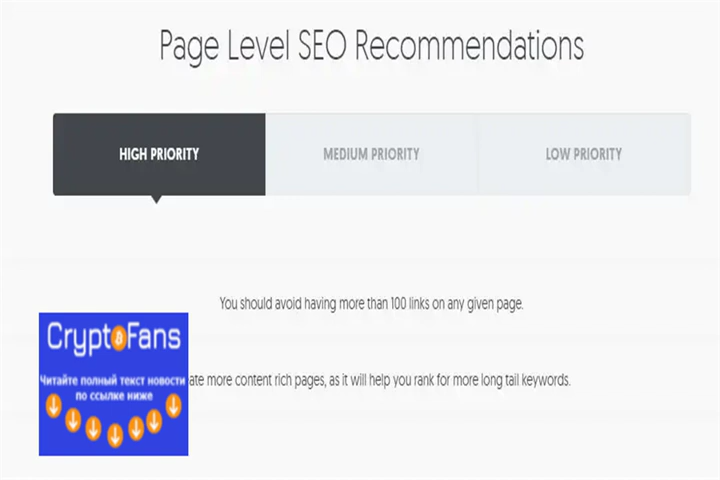 Page Level SEO Recommendations
HIGH PRIORITY
MEDIUM PRIORITY
LOW PRIORITY
You should avoid having more than 100 links on any given page.
CryptoFans
Читайте полный текст новости
по ссылке ниже
ate more content rich pages, as it will help you rank for more long tail keywords.